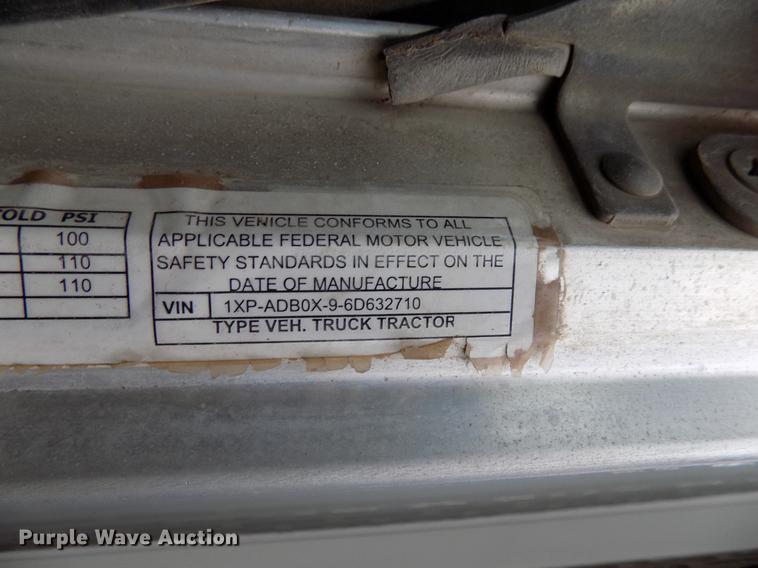 COLD PSI
100
110
110
THIS VEHICLE CONFORMS TO ALL
APPLICABLE FEDERAL MOTOR VEHICLE
SAFETY STANDARDS IN EFFECT ON THE
DATE OF MANUFACTURE
VIN 1XP-ADB0X-9-6D632710
TYPE VEH. TRUCK TRACTOR
Purple Wave Auction